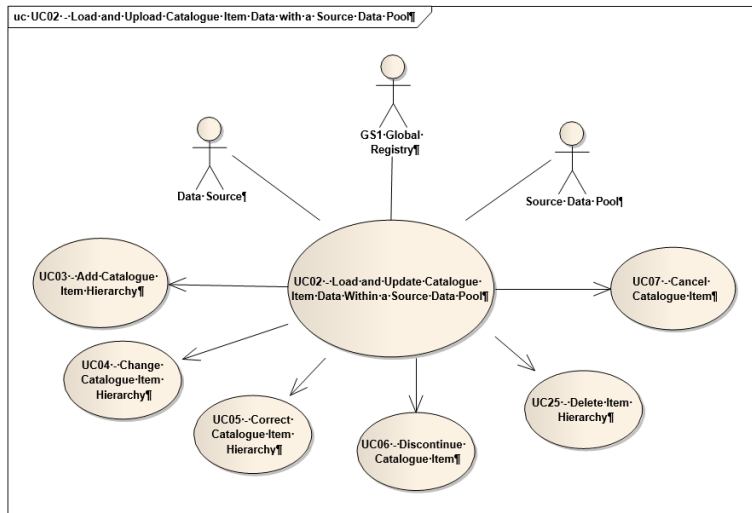 uc UC02 - Load and Upload Catalogue Item Data with a Source Data Pool¶
GS1·Global·
Registry¶
Data·Source¶
Source·Data·Pool¶
UC03·-·Add·Catalogue·
Item·Hierarchy¶
UC02·-·Load·and·Update·Catalogue·
Item·Data·Within·a·Source·Data·Pool¶
UC07·-·Cancel·
Catalogue·Item¶
UC04·-·Change·
Catalogue·Item·
Hierarchy¶
UC05·-·Correct·
Catalogue·Item·
Hierarchy¶
UC06·-·Discontinue·
Catalogue·Item¶
UC25·-·Delete·Item·
Hierarchy¶